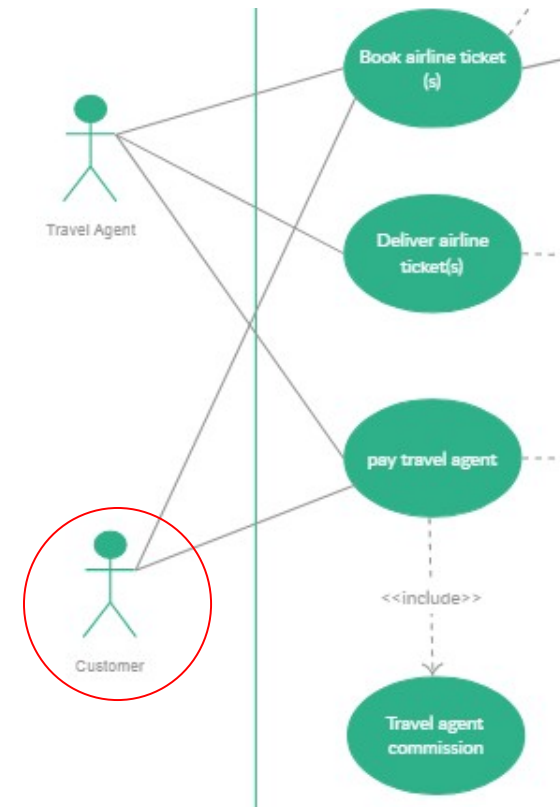 Book airline ticket
(s)
Travel Agent
Deliver airline
ticket(s)
pay travel agent
<<include>>
Customer
Travel agent
commission